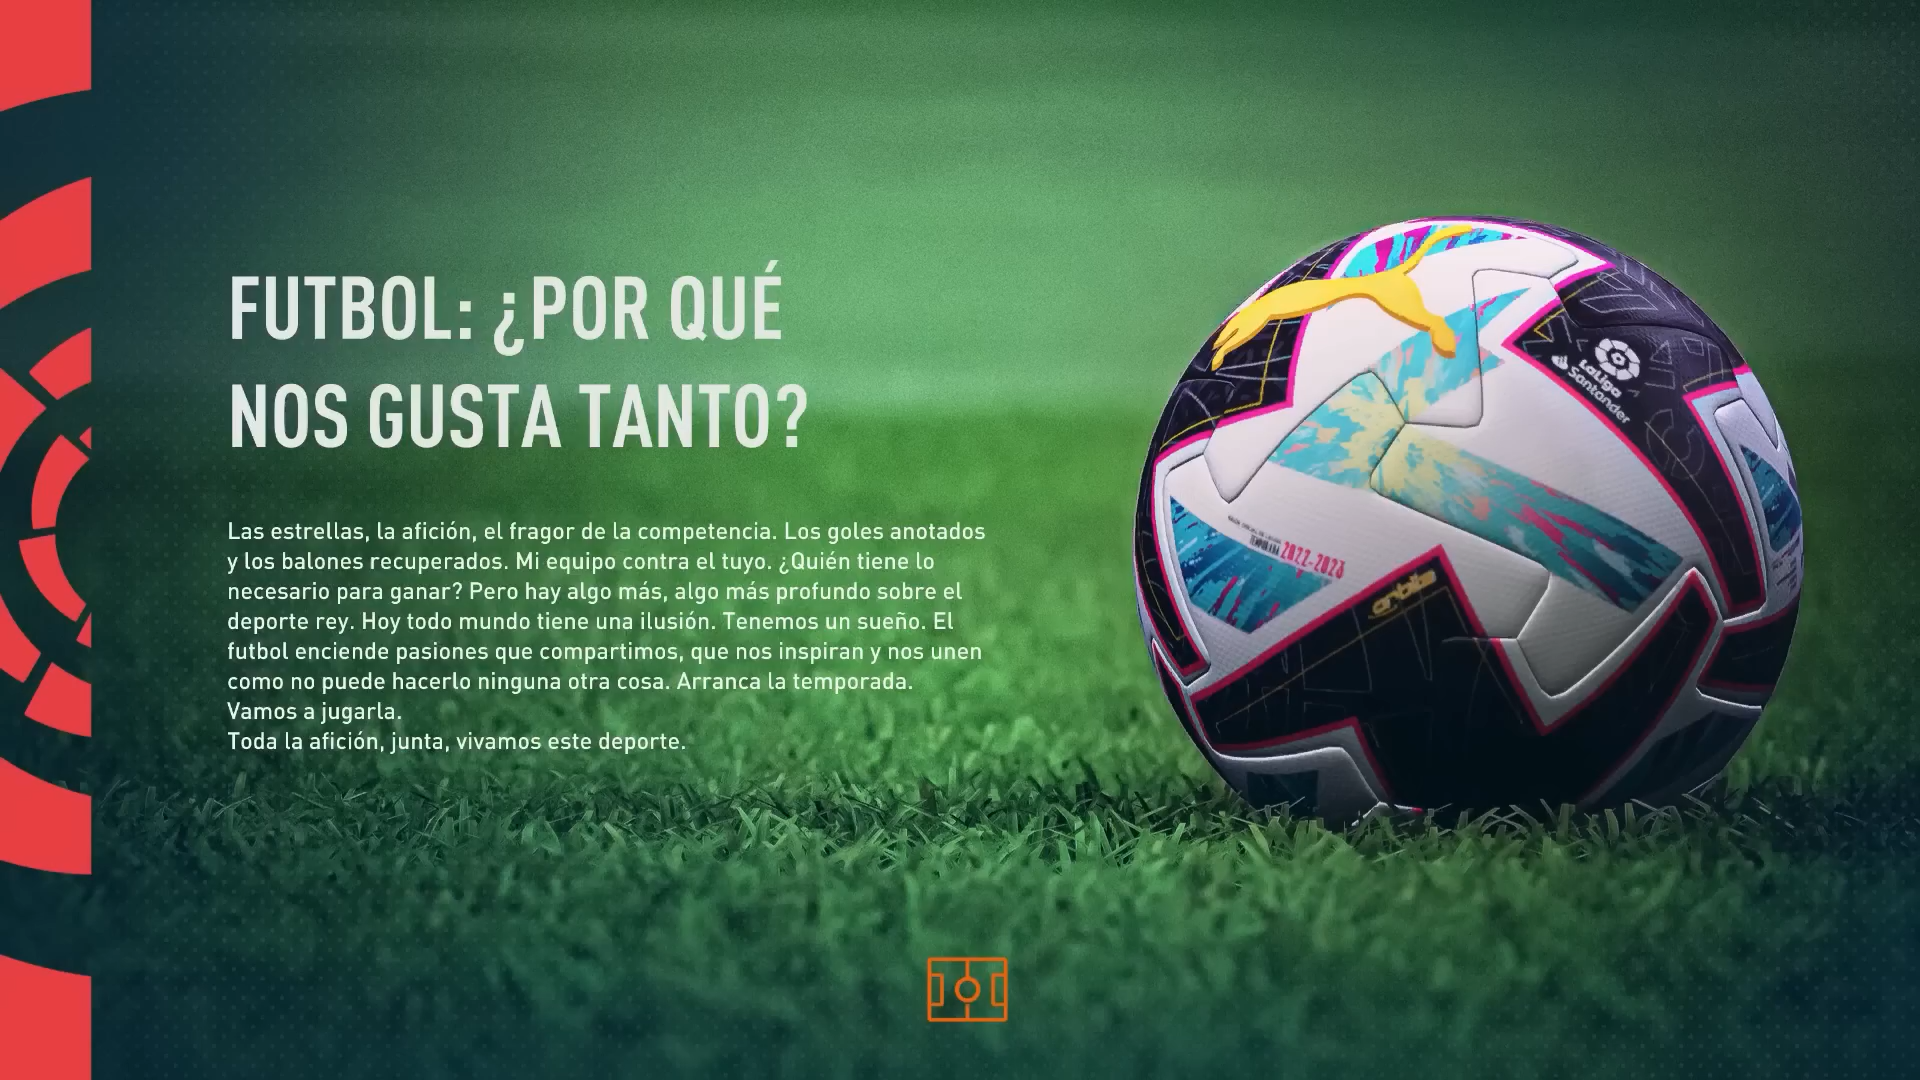 FUTBOL: ¿POR QUÉ
NOS GUSTA TANTO?
Las estrellas, la afición, el fragor de la competencia. Los goles anotados
y los balones recuperados. Mi equipo contra el tuyo. ¿Quién tiene lo
necesario para ganar? Pero hay algo más, algo más profundo sobre el
deporte rey. Hoy todo mundo tiene una ilusión. Tenemos un sueño. El
futbol enciende pasiones que compartimos, que nos inspiran y nos unen
como no puede hacerlo ninguna otra cosa. Arranca la temporada.
Vamos a jugarla.
Toda la afición, junta, vivamos este deporte.
LaLiga
Santander
TEMPORADA 2022-2023
orbita